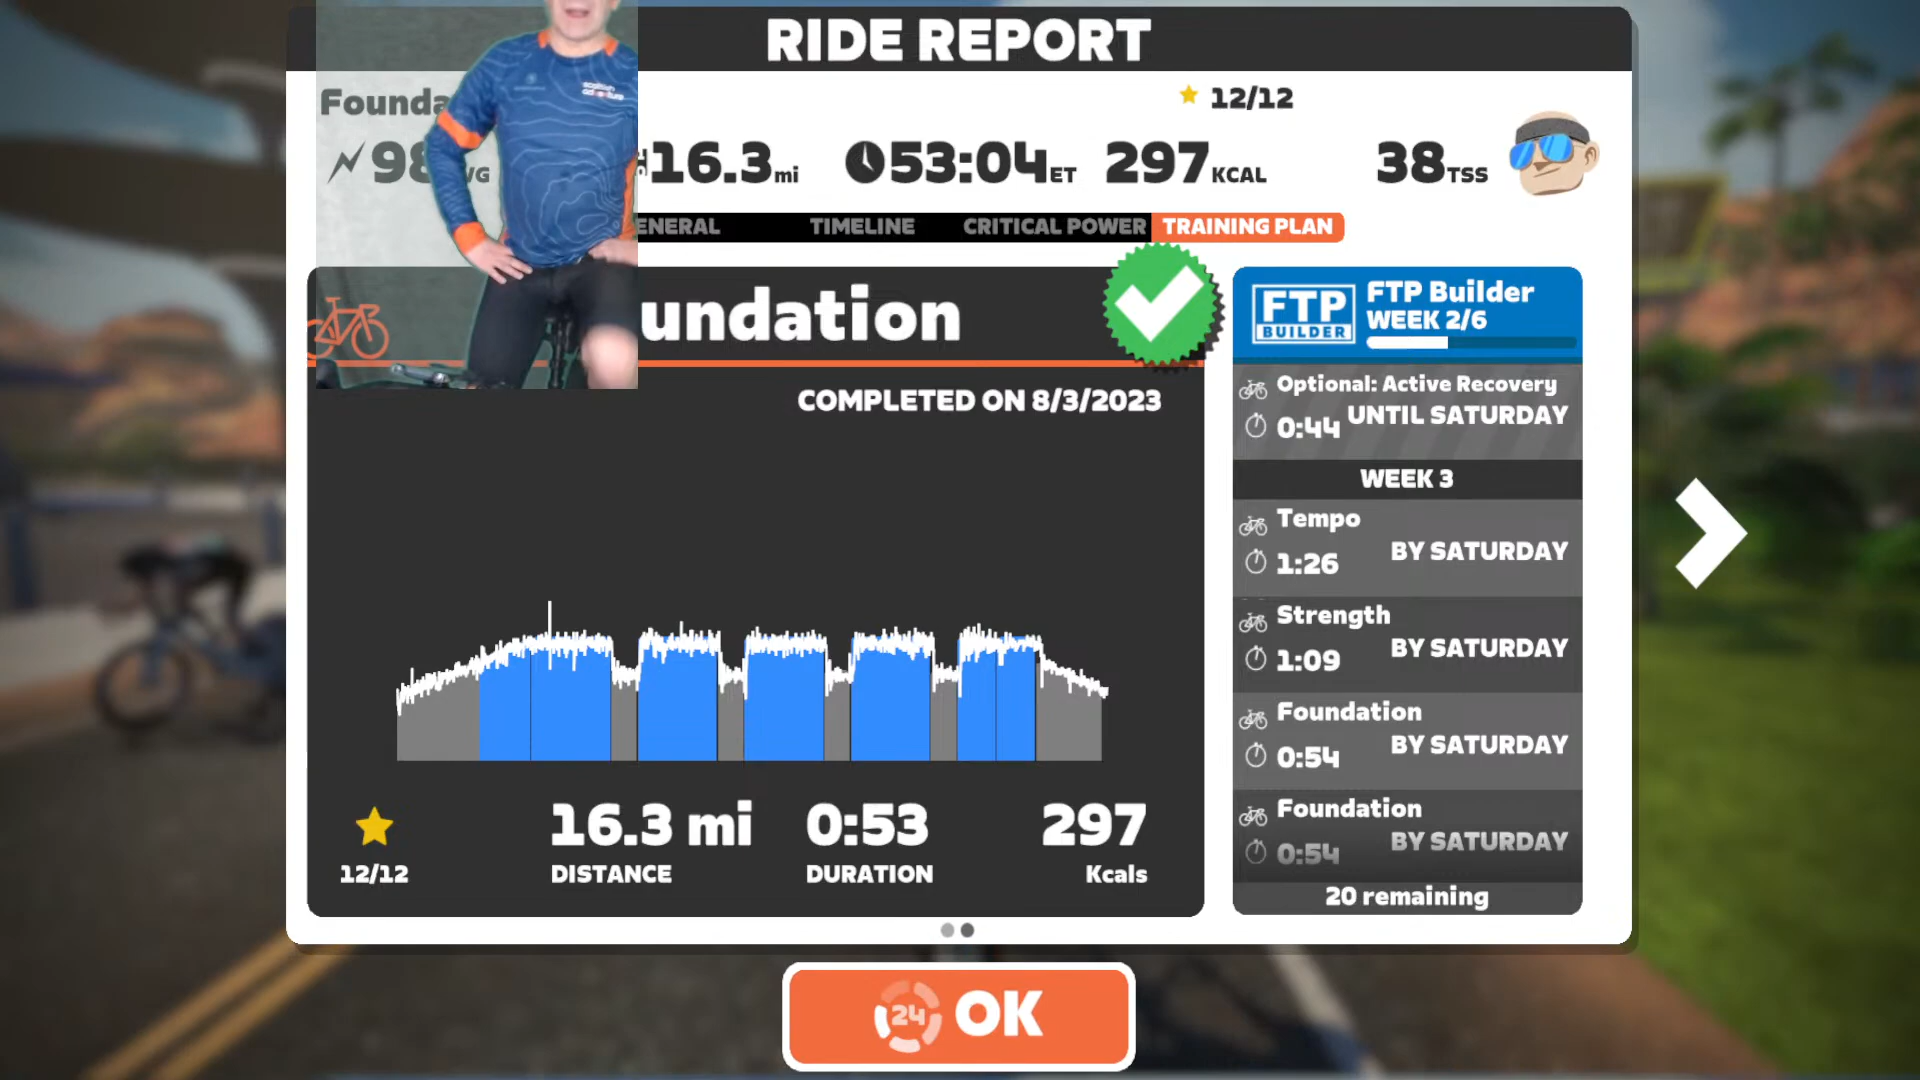 RIDE REPORT
Founda
12/12
98 VG
16.3mi
53:04ET
297KCAL
38TSS
ENERAL
TIMELINE
CRITICAL POWER
TRAINING PLAN
undation
COMPLETED ON 8/3/2023
12/12
16.3 mi
DISTANCE
0:53
DURATION
297
Kcals
FTP
BUILDER
FTP Builder
WEEK 2/6
Optional: Active Recovery
0:44 UNTIL SATURDAY
WEEK 3
Tempo
1:26 BY SATURDAY
Strength
1:09 BY SATURDAY
Foundation
0:54 BY SATURDAY
Foundation
0:54 BY SATURDAY
20 remaining
24 OK